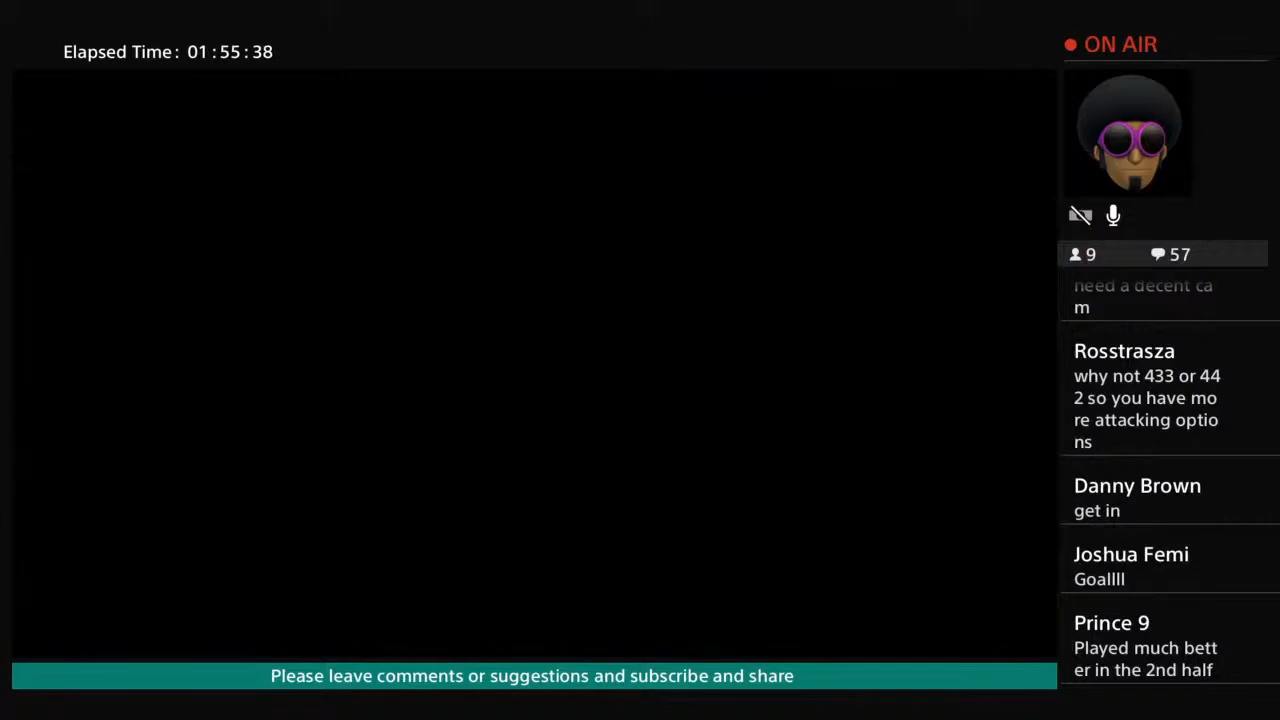 Elapsed Time: 01:55:38
ON AIR
9 57
need a decent ca
m
Rosstrasza
why not 433 or 44
2 so you have mo
re attacking optio
ns
Danny Brown
get in
Joshua Femi
Goallll
Prince 9
Played much bett
er in the 2nd half
Please leave comments or suggestions and subscribe and share